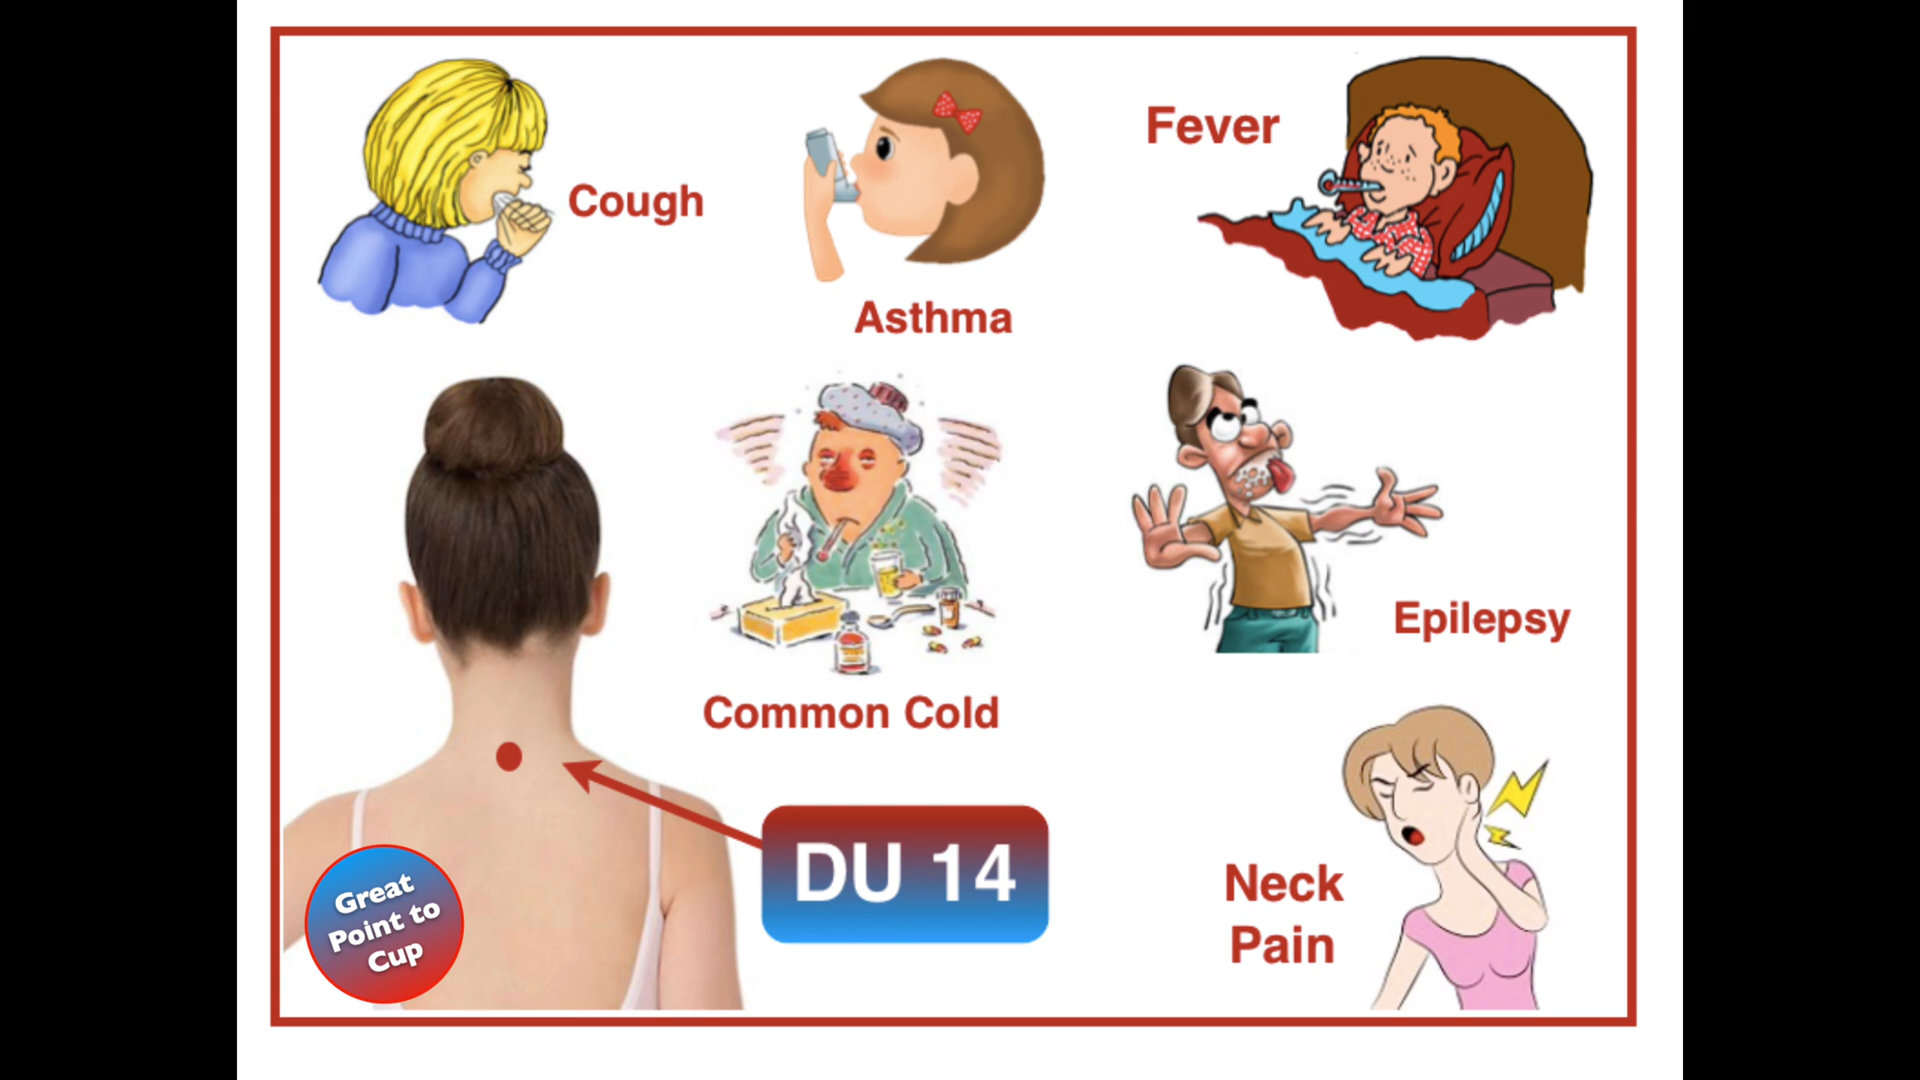 Cough
Asthma
Fever
Common Cold
Epilepsy
DU 14
Great
Point to
Cup
Neck
Pain